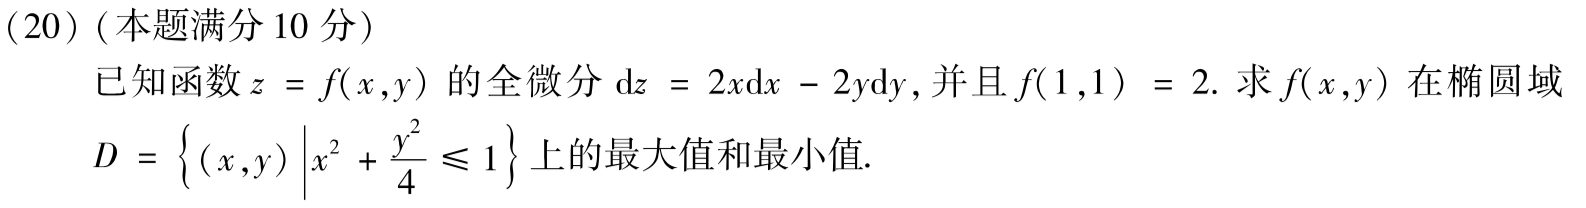 (20) (本题满分 10 分)
已知函数 z = f(x,y) 的全微分 dz = 2xdx - 2ydy, 并且 f(1,1) = 2. 求 f(x,y) 在椭圆域
D = {(x,y) | x² + y²/4 ⩽ 1} 上的最大值和最小值.